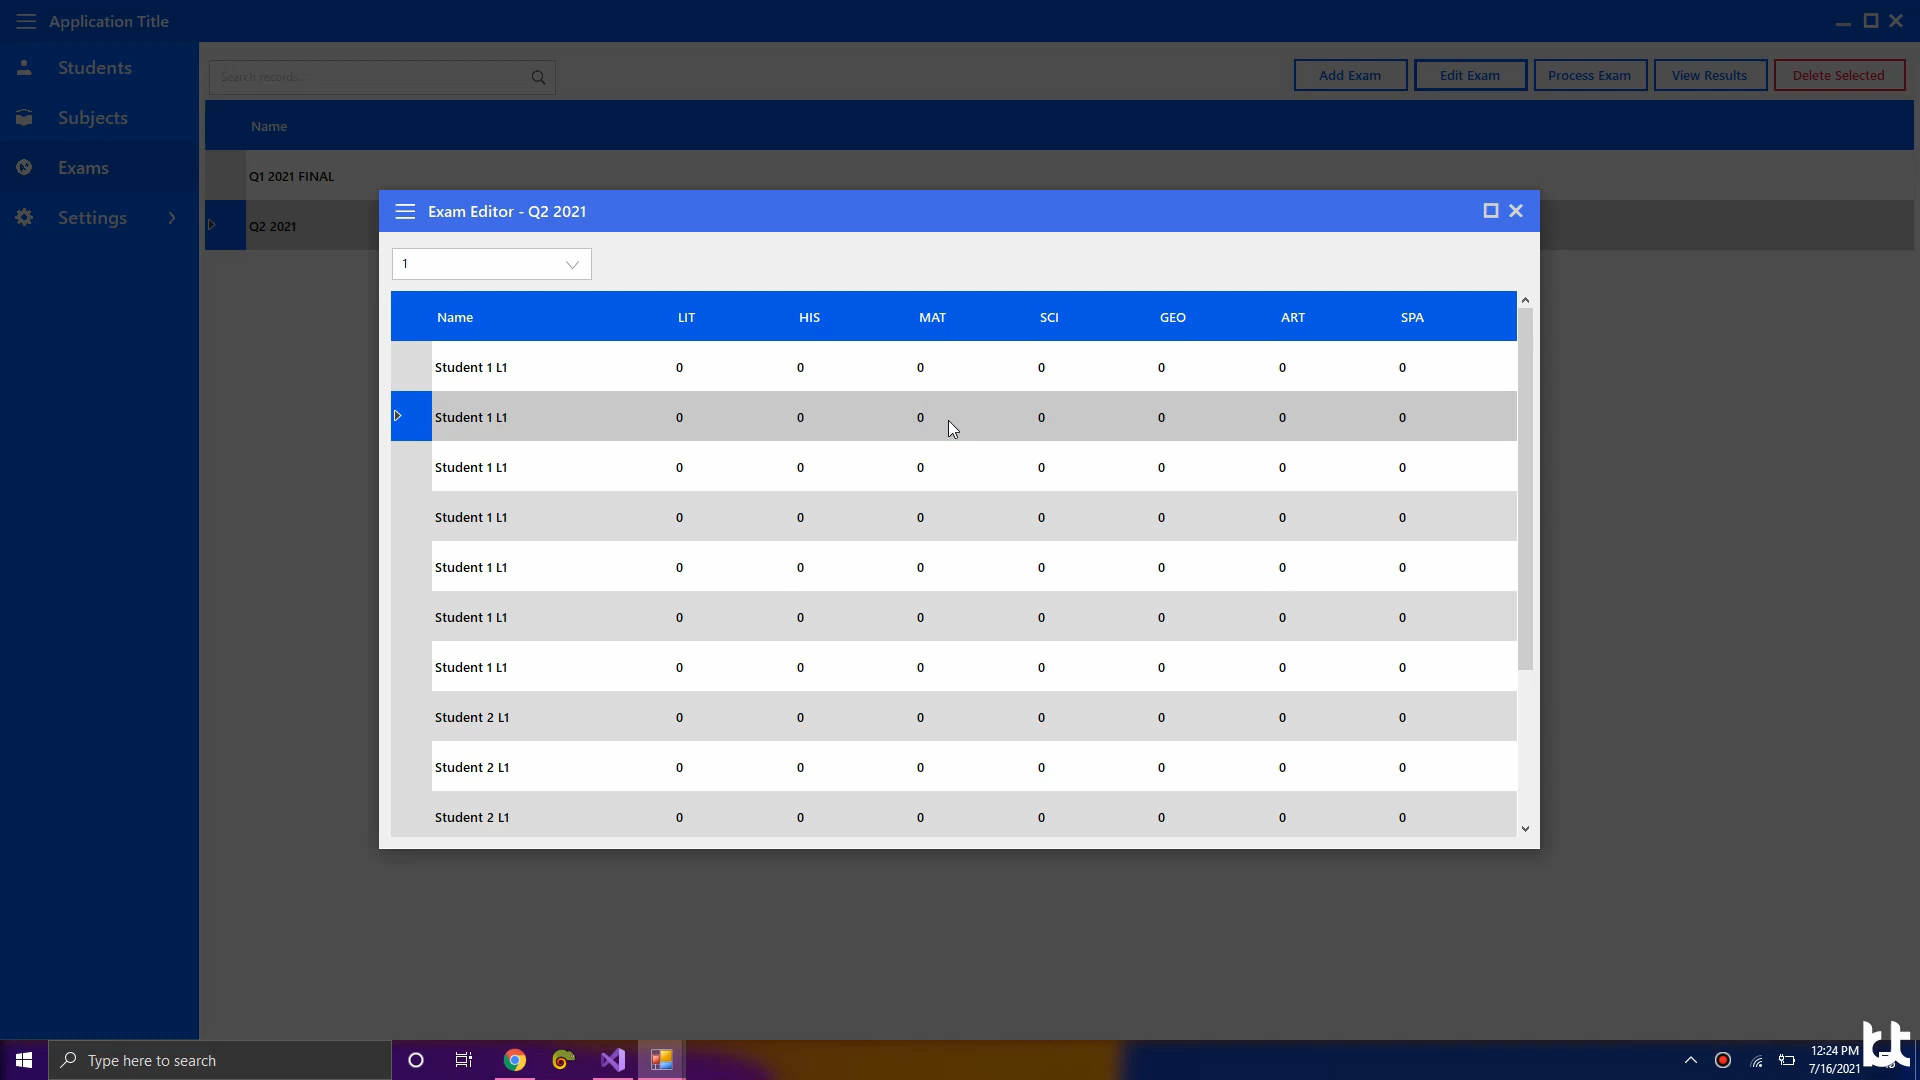 Application Title
Students
Subjects
Exams
Settings
Search records...
Add Exam
Edit Exam
Process Exam
View Results
Delete Selected
Name
Q1 2021 FINAL
Q2 2021
Exam Editor - Q2 2021
1
Name LIT HIS MAT SCI GEO ART SPA
Student 1 L1 0 0 0 0 0 0 0
Student 1 L1 0 0 0 0 0 0 0
Student 1 L1 0 0 0 0 0 0 0
Student 1 L1 0 0 0 0 0 0 0
Student 1 L1 0 0 0 0 0 0 0
Student 1 L1 0 0 0 0 0 0 0
Student 1 L1 0 0 0 0 0 0 0
Student 2 L1 0 0 0 0 0 0 0
Student 2 L1 0 0 0 0 0 0 0
Student 2 L1 0 0 0 0 0 0 0
Type here to search
12:24 PM
7/16/2021